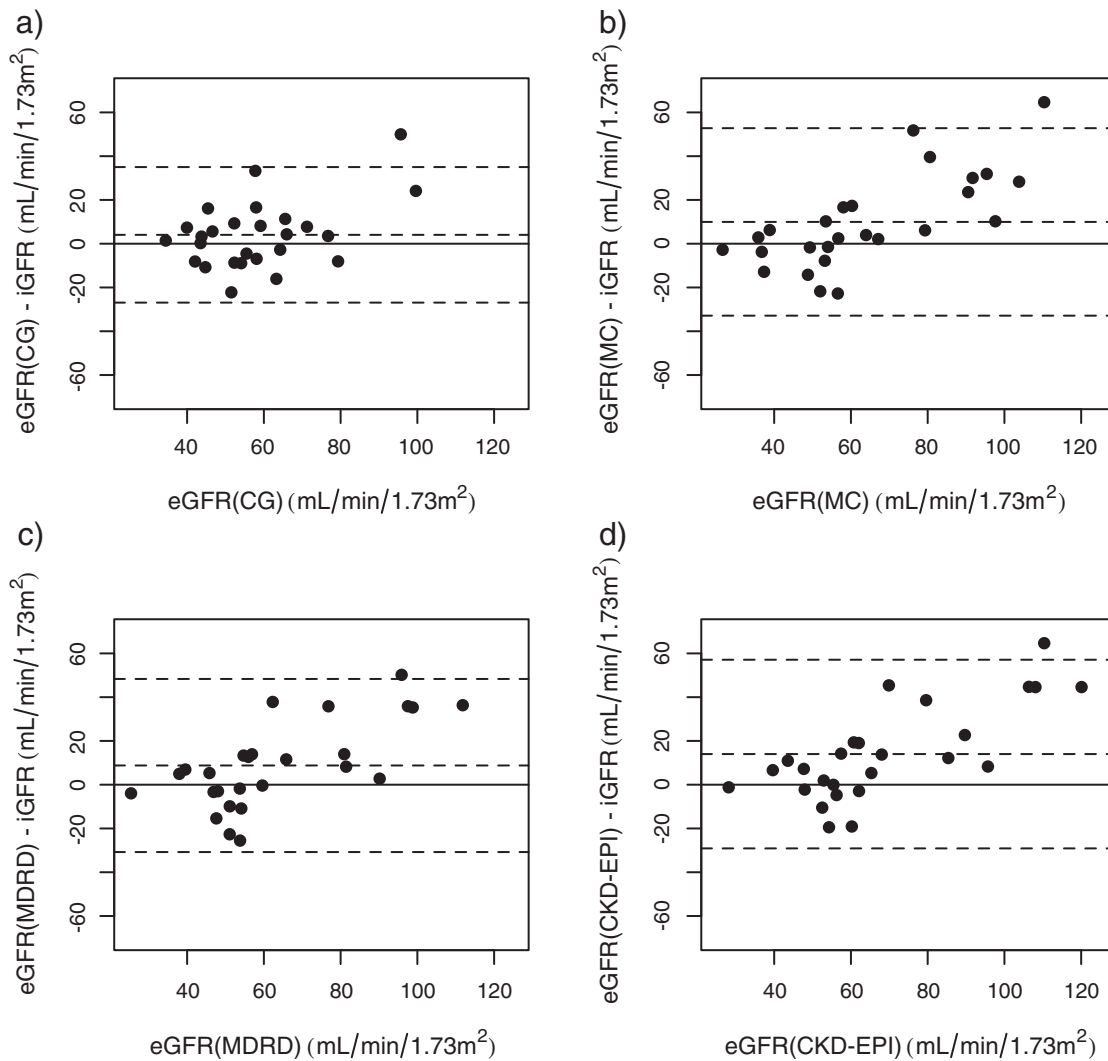 a)
eGFR(CG) - iGFR (mL/min/1.73m²)
60
20
0
-20
-60
40 60 80 100 120
eGFR(CG) (mL/min/1.73m²)
b)
eGFR(MC) - iGFR (mL/min/1.73m²)
60
20
0
-20
-60
40 60 80 100 120
eGFR(MC) (mL/min/1.73m²)
c)
eGFR(MDRD) - iGFR (mL/min/1.73m²)
60
20
0
-20
-60
40 60 80 100 120
eGFR(MDRD) (mL/min/1.73m²)
d)
eGFR(CKD-EPI) - iGFR (mL/min/1.73m²)
60
20
0
-20
-60
40 60 80 100 120
eGFR(CKD-EPI) (mL/min/1.73m²)